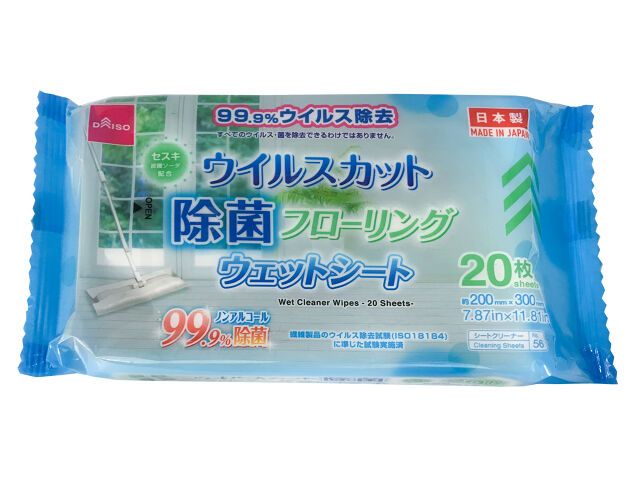 DAISO
99.9%ウイルス除去
すべてのウイルス・菌を除去できるわけではありません。
日本製
MADE IN JAPAN
セスキ
炭酸ソーダ
配合
OPEN
ウイルスカット
除菌フローリング
ウェットシート
Wet Cleaner Wipes - 20 Sheets-
20枚
sheets
約200mm×300mm
7.87in×11.81in
ノンアルコール
99.9%除菌
繊維製品のウイルス除去試験(ISO18184)
に準じた試験実施済
シートクリーナー
Cleaning Sheets
56